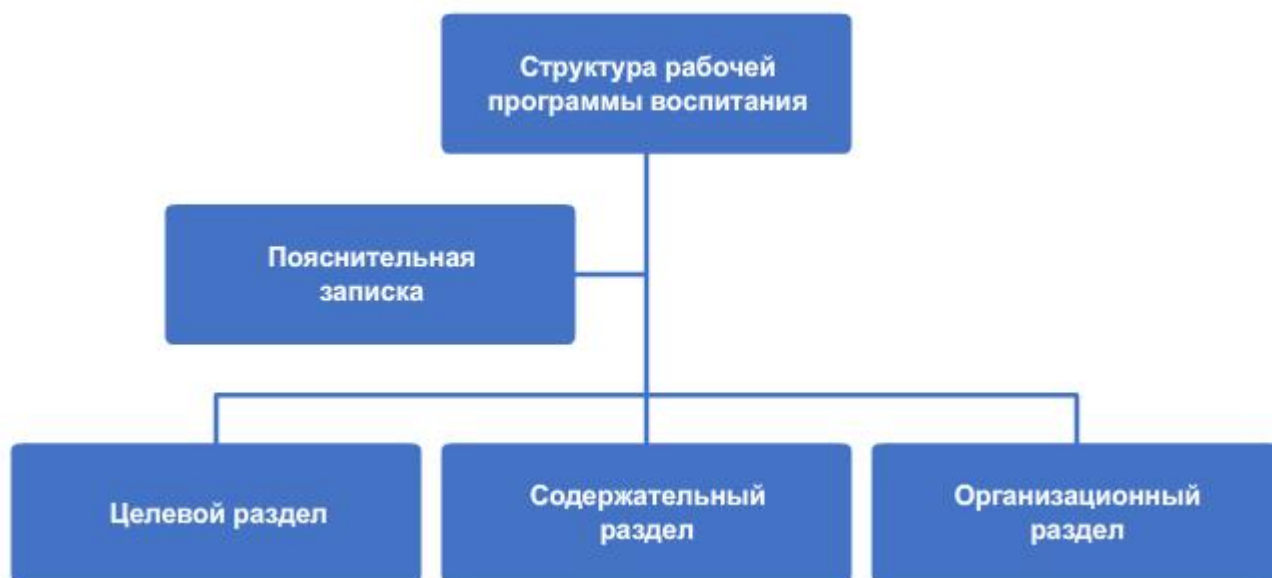 Структура рабочей
программы воспитания
Пояснительная
записка
Целевой раздел
Содержательный
раздел
Организационный
раздел